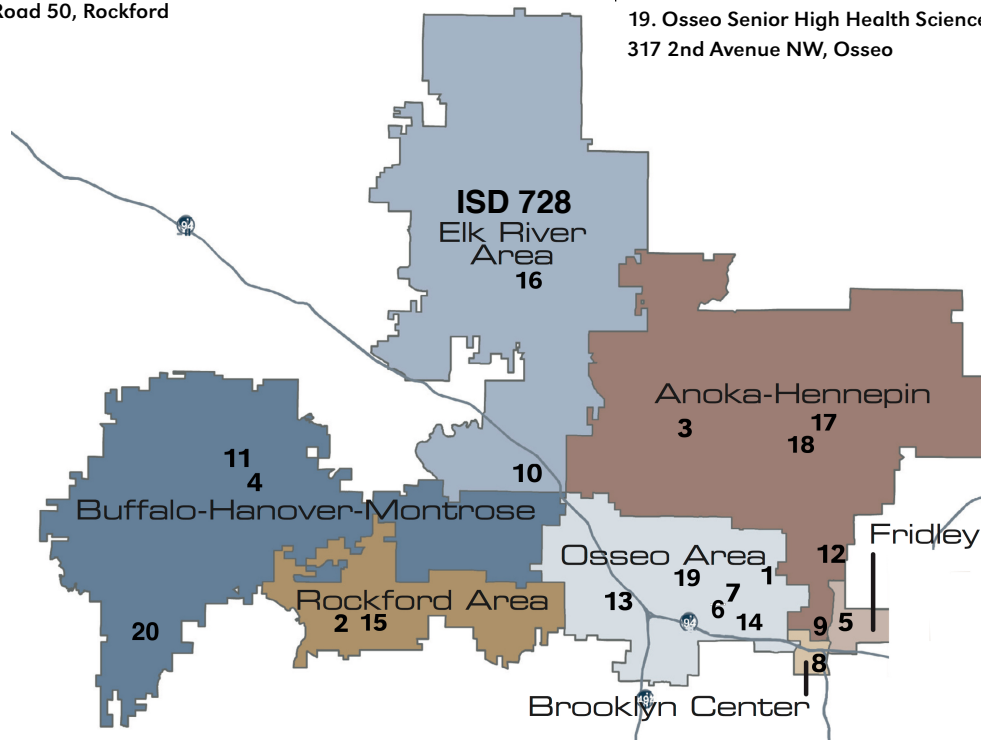 Road 50, Rockford
19. Osseo Senior High Health Science
317 2nd Avenue NW, Osseo
94
ISD 728
Elk River
Area
16
Anoka-Hennepin
3
17
18
11
4
10
Buffalo-Hanover-Montrose
Fridley
Osseo Area
12
19
1
7
13
6
14
94
9
5
Rockford Area
2
15
20
8
Brooklyn Center